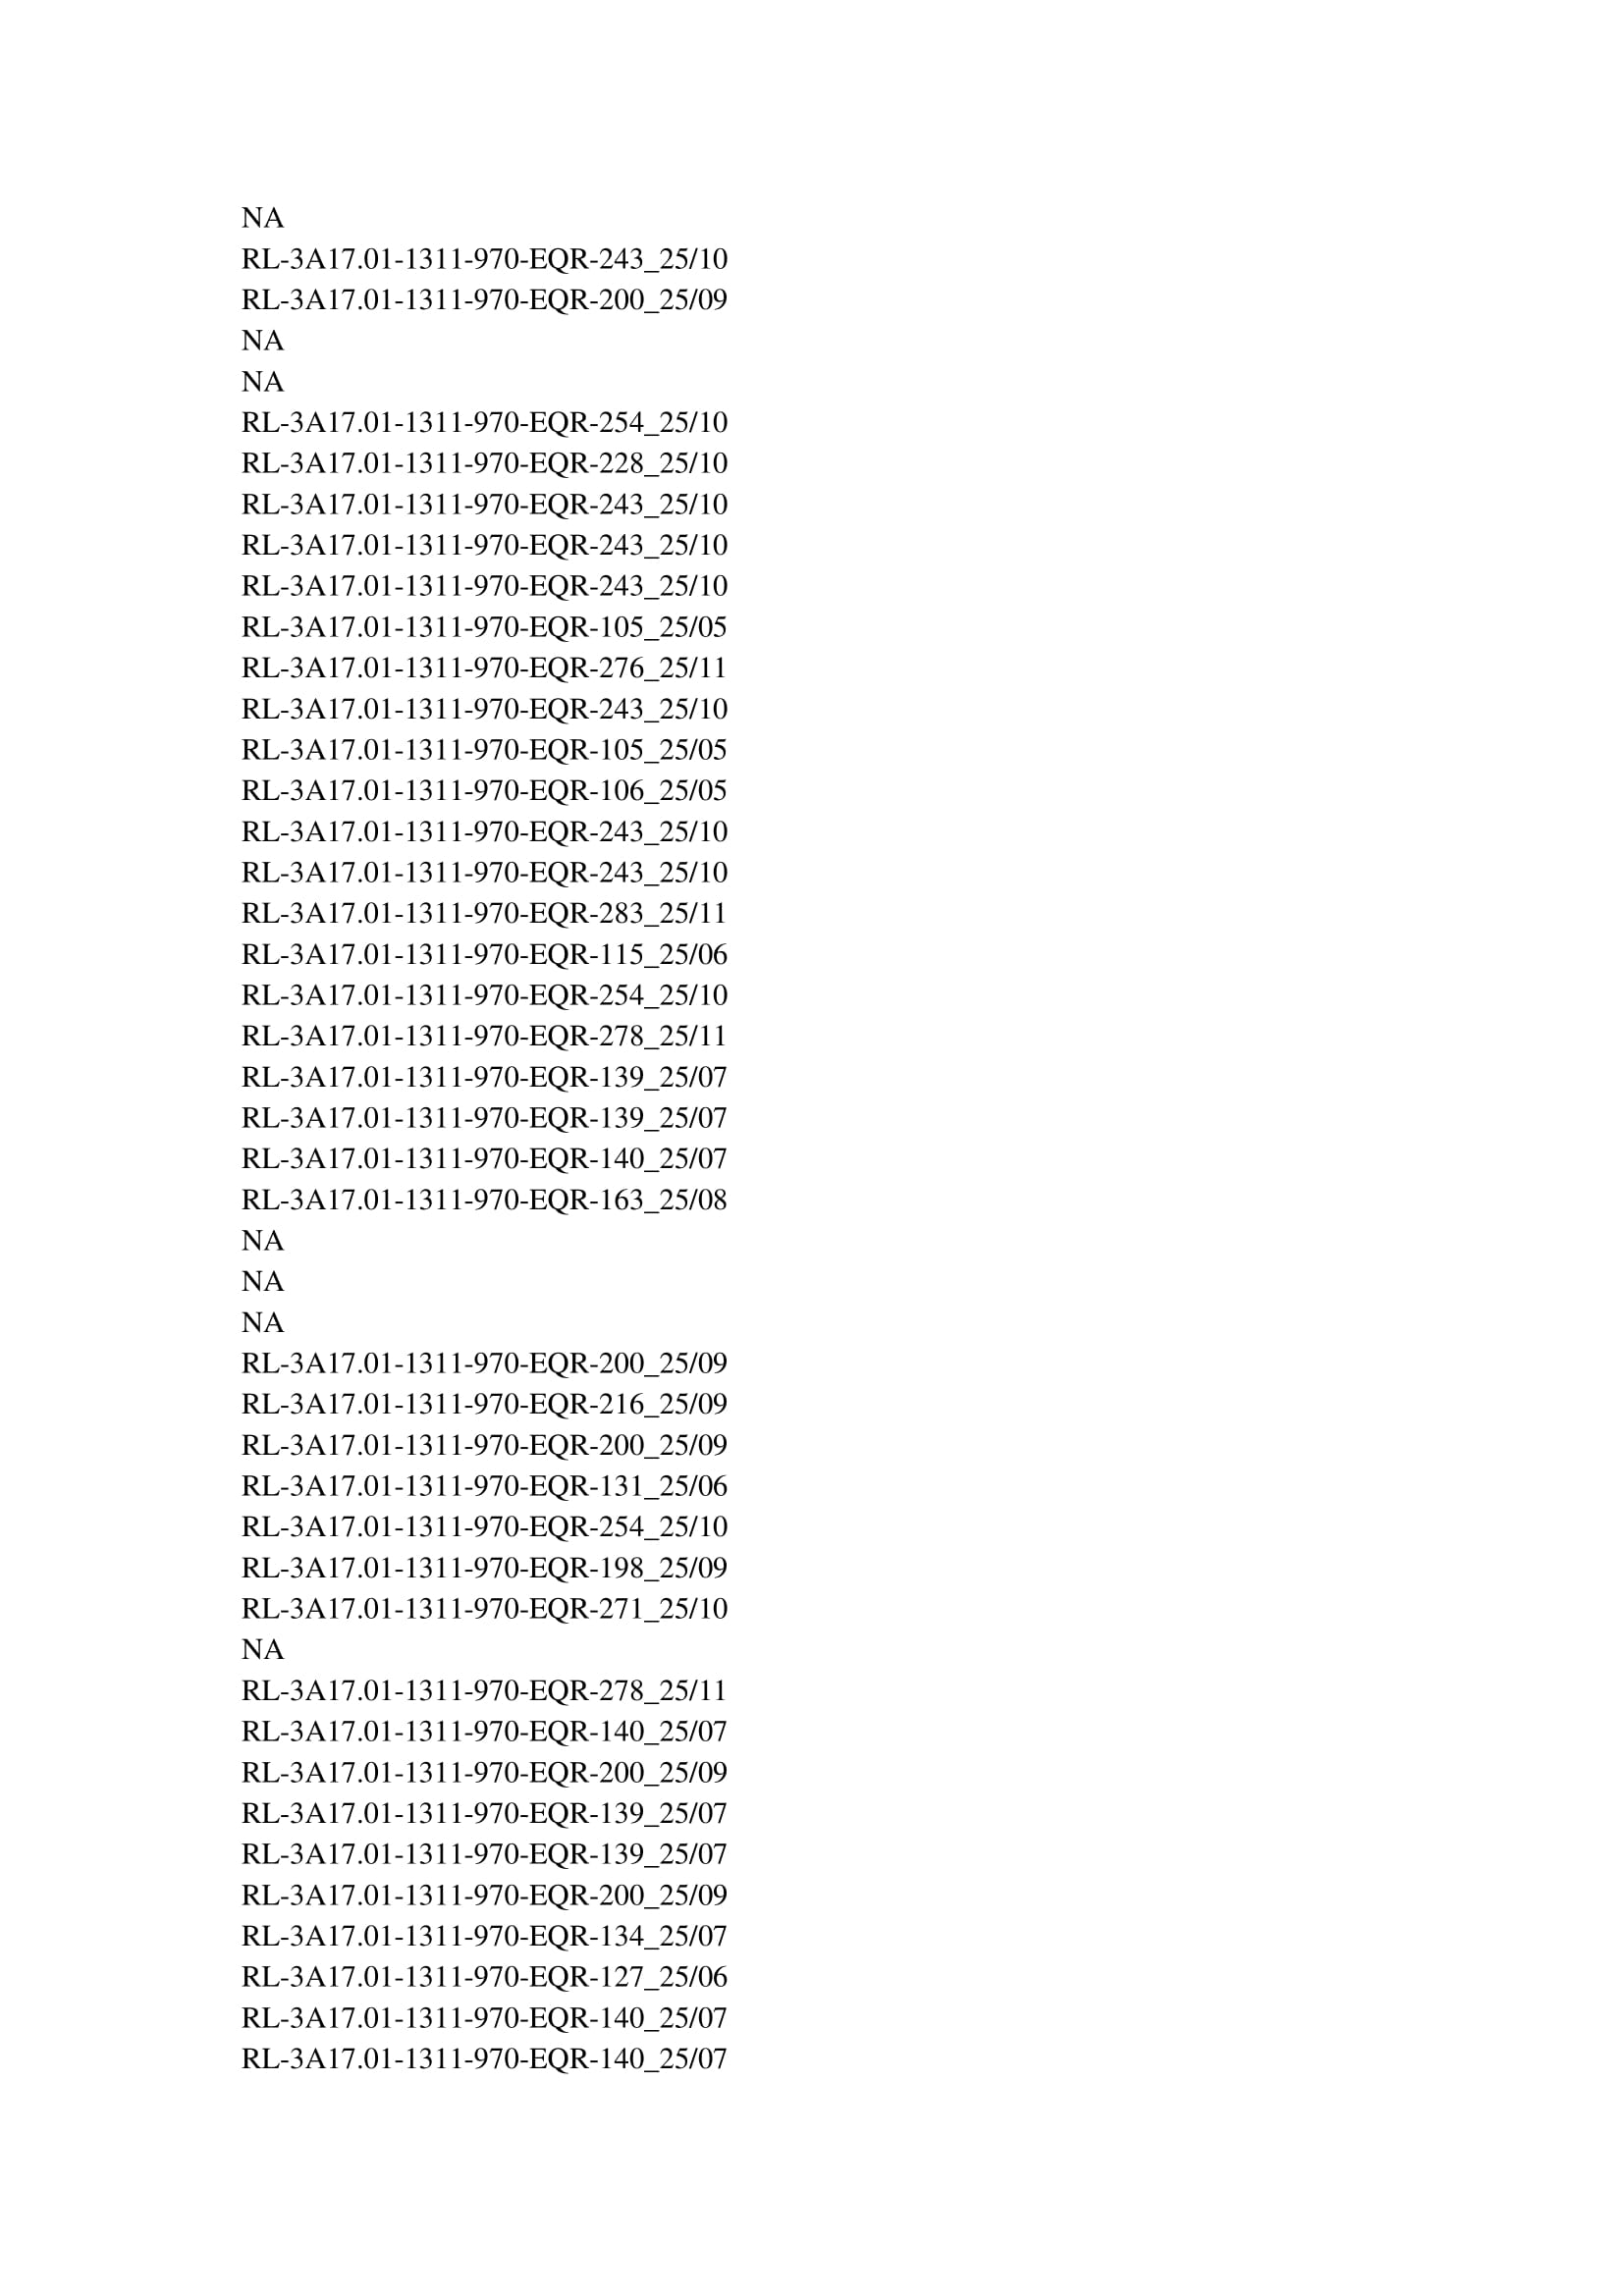 NA
RL-3A17.01-1311-970-EQR-243_25/10
RL-3A17.01-1311-970-EQR-200_25/09
NA
NA
RL-3A17.01-1311-970-EQR-254_25/10
RL-3A17.01-1311-970-EQR-228_25/10
RL-3A17.01-1311-970-EQR-243_25/10
RL-3A17.01-1311-970-EQR-243_25/10
RL-3A17.01-1311-970-EQR-243_25/10
RL-3A17.01-1311-970-EQR-105_25/05
RL-3A17.01-1311-970-EQR-276_25/11
RL-3A17.01-1311-970-EQR-243_25/10
RL-3A17.01-1311-970-EQR-105_25/05
RL-3A17.01-1311-970-EQR-106_25/05
RL-3A17.01-1311-970-EQR-243_25/10
RL-3A17.01-1311-970-EQR-243_25/10
RL-3A17.01-1311-970-EQR-283_25/11
RL-3A17.01-1311-970-EQR-115_25/06
RL-3A17.01-1311-970-EQR-254_25/10
RL-3A17.01-1311-970-EQR-278_25/11
RL-3A17.01-1311-970-EQR-139_25/07
RL-3A17.01-1311-970-EQR-139_25/07
RL-3A17.01-1311-970-EQR-140_25/07
RL-3A17.01-1311-970-EQR-163_25/08
NA
NA
NA
RL-3A17.01-1311-970-EQR-200_25/09
RL-3A17.01-1311-970-EQR-216_25/09
RL-3A17.01-1311-970-EQR-200_25/09
RL-3A17.01-1311-970-EQR-131_25/06
RL-3A17.01-1311-970-EQR-254_25/10
RL-3A17.01-1311-970-EQR-198_25/09
RL-3A17.01-1311-970-EQR-271_25/10
NA
RL-3A17.01-1311-970-EQR-278_25/11
RL-3A17.01-1311-970-EQR-140_25/07
RL-3A17.01-1311-970-EQR-200_25/09
RL-3A17.01-1311-970-EQR-139_25/07
RL-3A17.01-1311-970-EQR-139_25/07
RL-3A17.01-1311-970-EQR-200_25/09
RL-3A17.01-1311-970-EQR-134_25/07
RL-3A17.01-1311-970-EQR-127_25/06
RL-3A17.01-1311-970-EQR-140_25/07
RL-3A17.01-1311-970-EQR-140_25/07